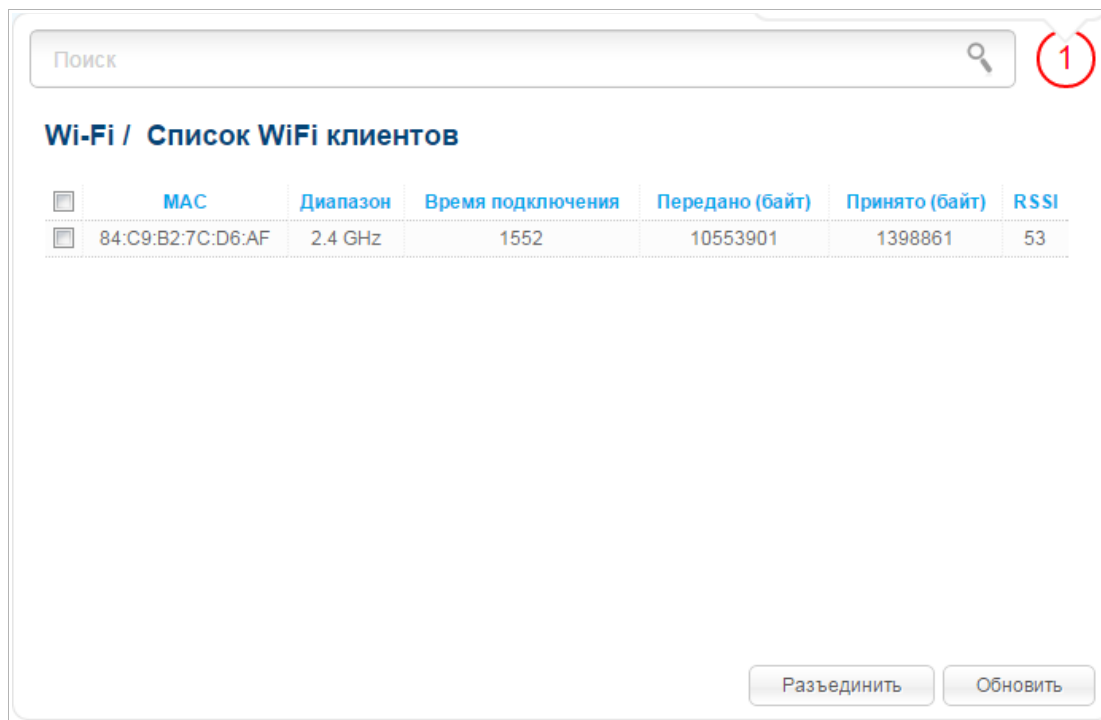 Поиск
1
Wi-Fi / Список WiFi клиентов
MAC Диапазон Время подключения Передано (байт) Принято (байт) RSSI
84:C9:B2:7C:D6:AF 2.4 GHz 1552 10553901 1398861 53
Разъединить Обновить